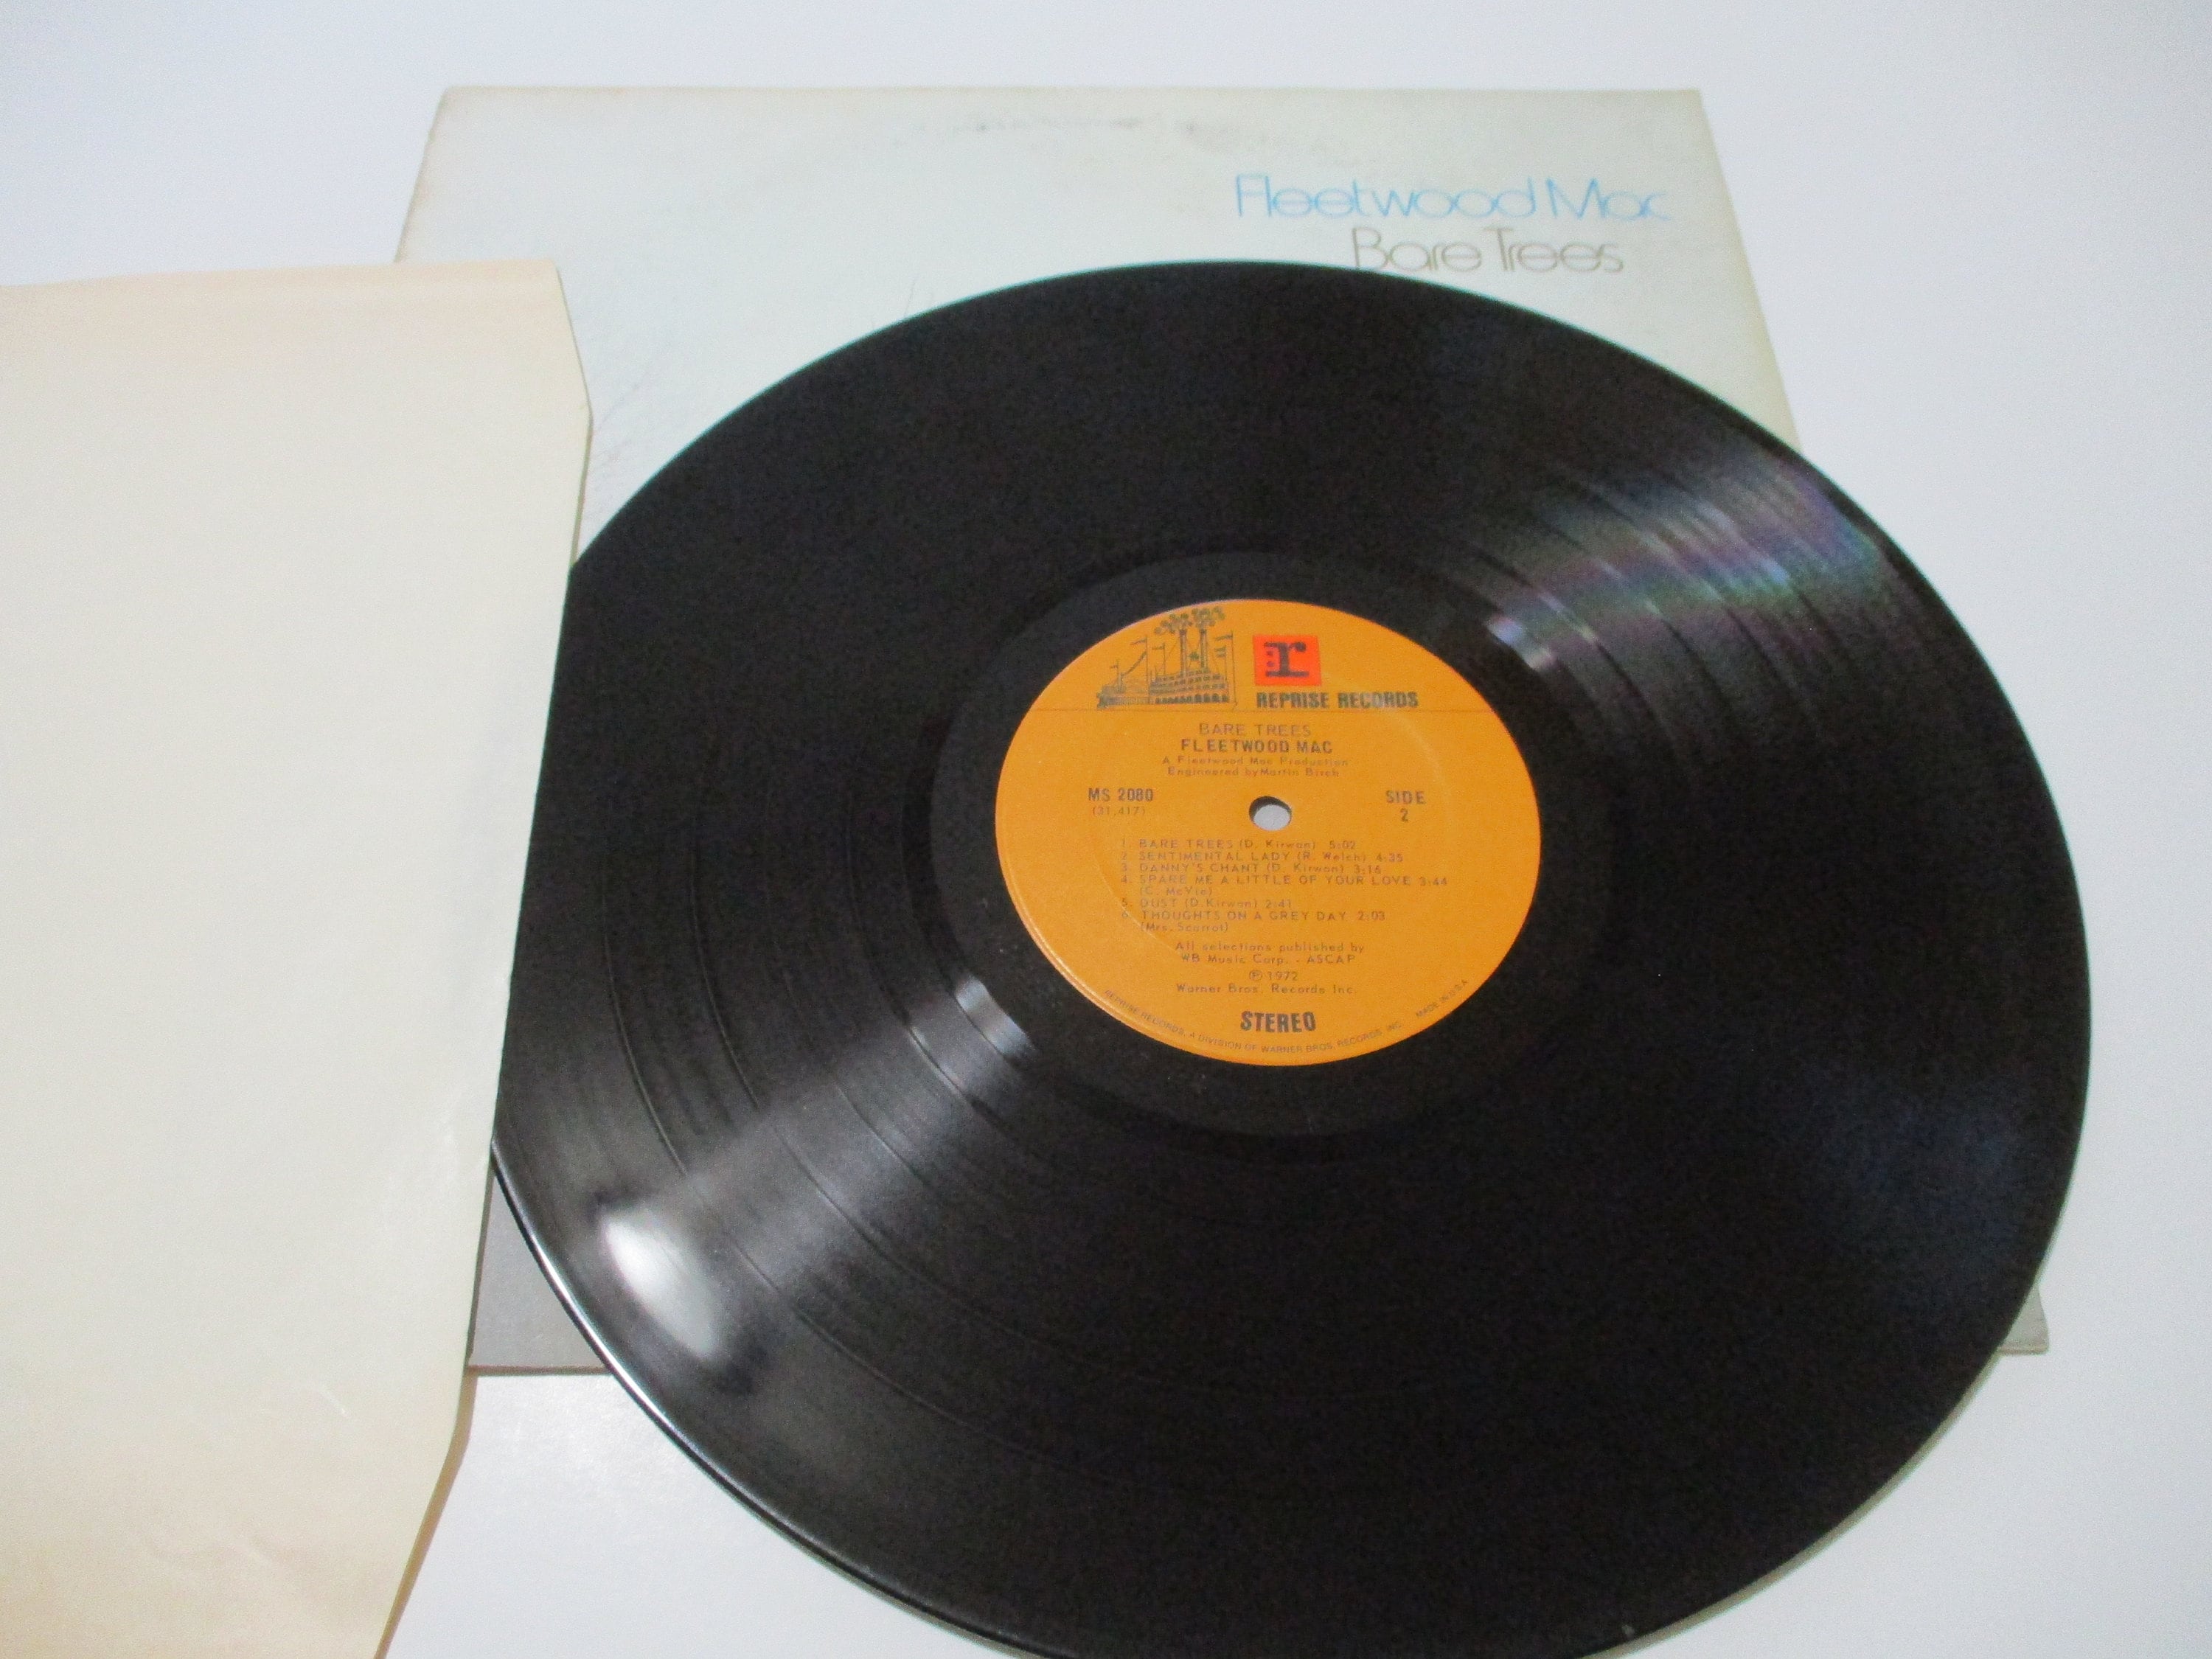 Fleetwood Mac
Bare Trees
r
REPRISE RECORDS
BARE TREES
FLEETWOOD MAC
A Fleetwood Mac Production
Engineered by Martin Birch
MS 2080
(31,417)
SIDE
2
1. BARE TREES (D. Kirwan) 5:02
2. SENTIMENTAL LADY (R. Welch) 4:35
3. DANNY'S CHANT (D. Kirwan) 3:16
4. SPARE ME A LITTLE OF YOUR LOVE 3:44
(C. McVie)
5. DUST (D. Kirwan) 2:41
6. THOUGHTS ON A GREY DAY 2:03
(Mrs. Scarrot)
All selections published by
WB Music Corp. - ASCAP
℗ 1972
Warner Bros. Records Inc.
STEREO
REPRISE RECORDS, A DIVISION OF WARNER BROS. RECORDS INC. MADE IN U.S.A.